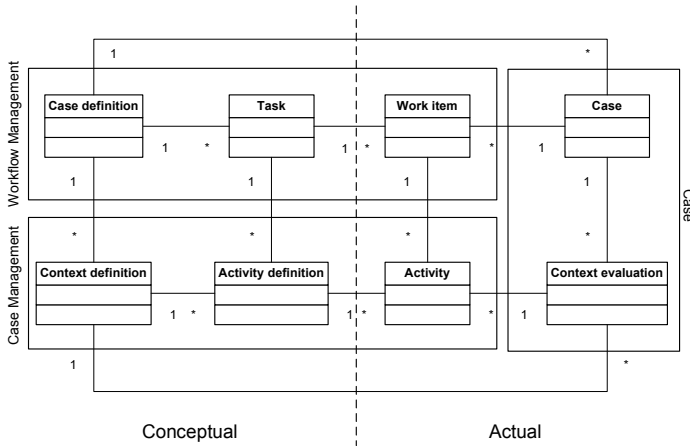 1
*
Workflow Management
Case definition
Task
Work item
Case
1
*
1
*
*
1
1
1
1
1
Case
*
*
*
*
Case Management
Context definition
Activity definition
Activity
Context evaluation
1
*
1
*
*
1
1
*
Conceptual
Actual